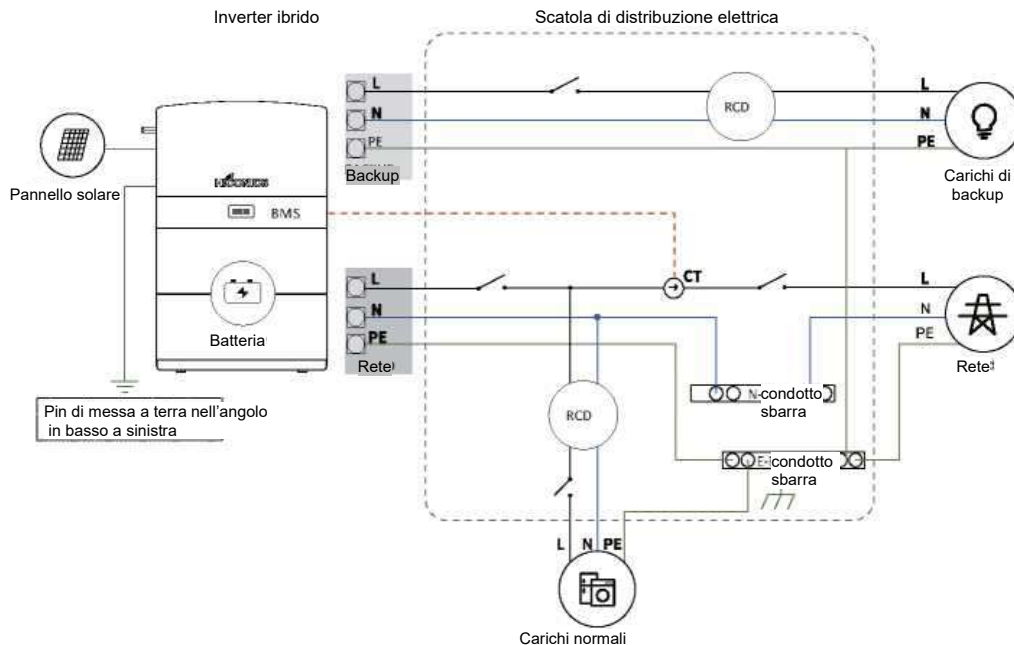 Inverter ibrido
Scatola di distribuzione elettrica
L
N
PE
Backup
RCD
L
N
PE
Carichi di
backup
Pannello solare
BMS
Batteria
L
N
PE
Rete
CT
L
N
PE
Rete
N-condotto
sbarra
E-condotto
sbarra
RCD
Pin di messa a terra nell'angolo
in basso a sinistra
L N PE
Carichi normali